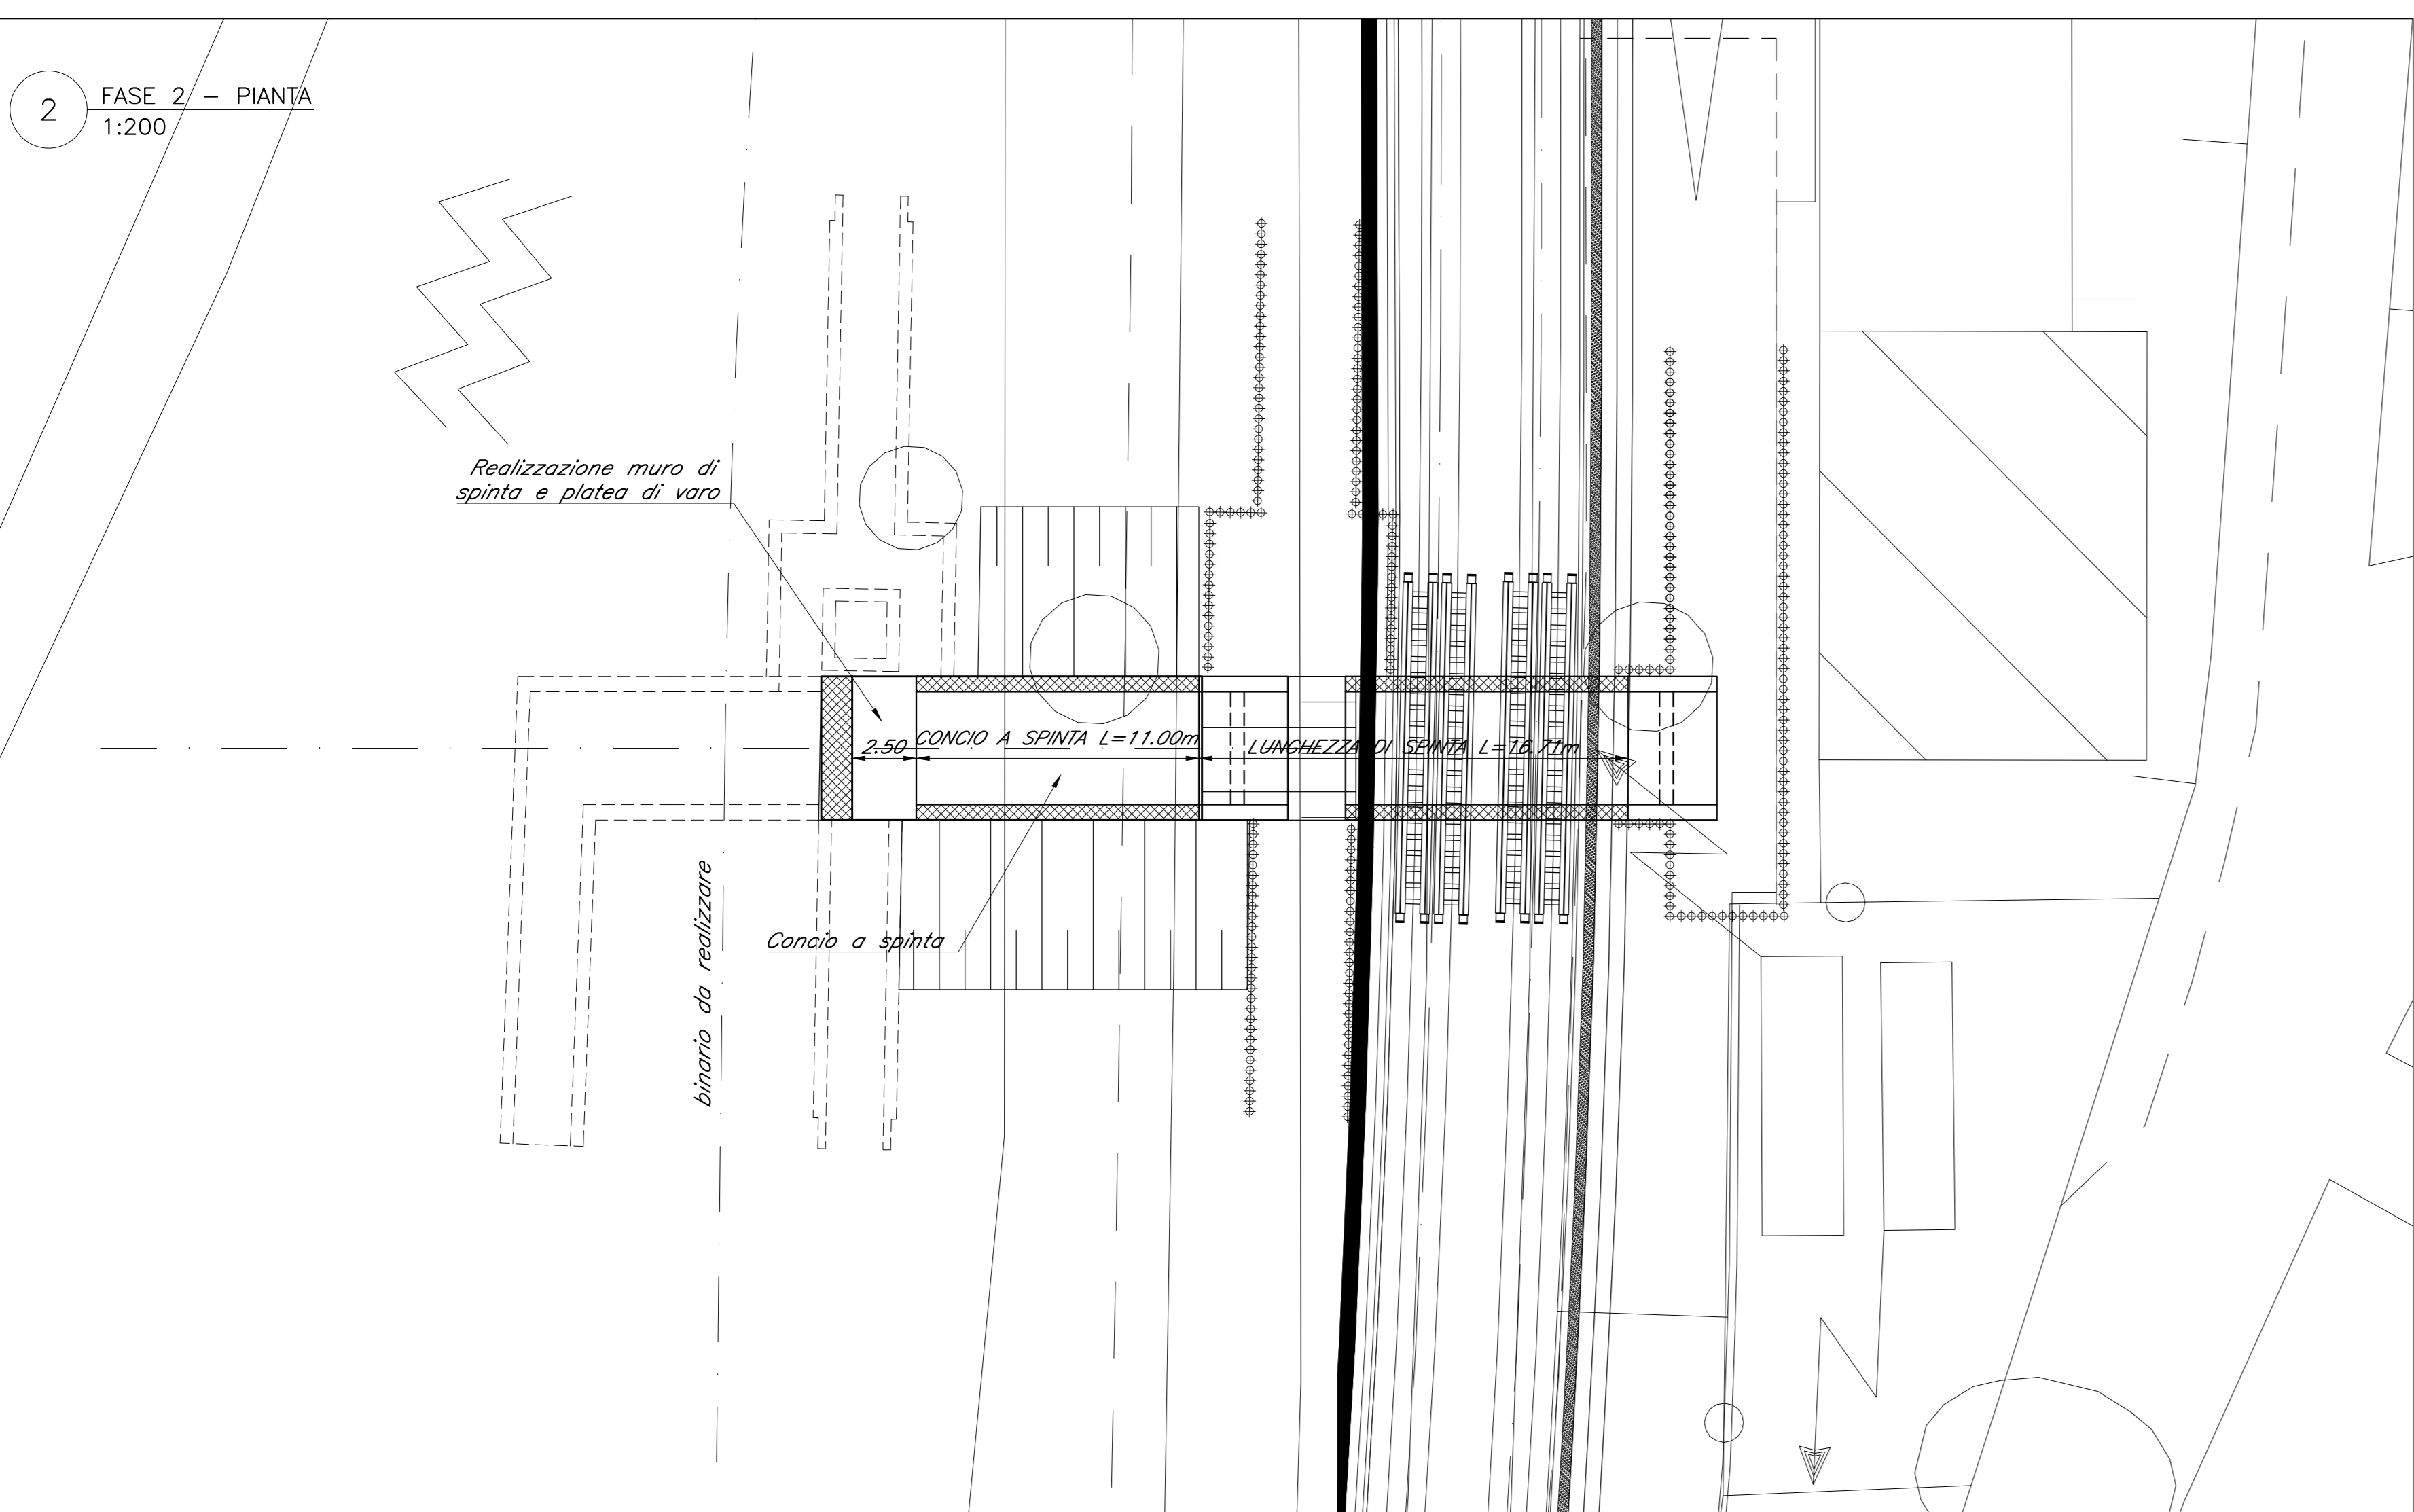 2
FASE 2 – PIANTA
1:200
Realizzazione muro di
spinta e platea di varo
2.50
CONCIO A SPINTA L=11.00m
LUNGHEZZA DI SPINTA L=16.71m
Concio a spinta
binario da realizzare